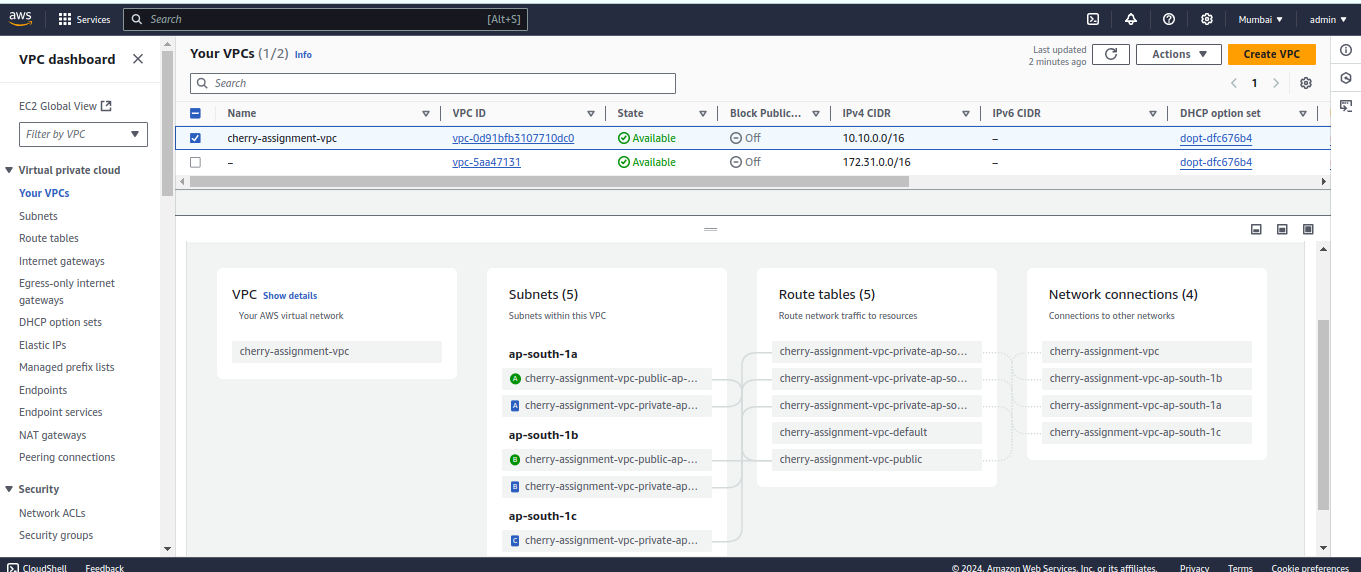 aws
Services
Search [Alt+S]
Mumbai
admin
VPC dashboard
EC2 Global View
Filter by VPC
Virtual private cloud
Your VPCs
Subnets
Route tables
Internet gateways
Egress-only internet
gateways
DHCP option sets
Elastic IPs
Managed prefix lists
Endpoints
Endpoint services
NAT gateways
Peering connections
Security
Network ACLs
Security groups
Your VPCs (1/2) Info
Last updated
2 minutes ago
Actions
Create VPC
Search
1
Name VPC ID State Block Public... IPv4 CIDR IPv6 CIDR DHCP option set
cherry-assignment-vpc vpc-0d91bfb3107710dc0 Available Off 10.10.0.0/16 – dopt-dfc676b4
– vpc-5aa47131 Available Off 172.31.0.0/16 – dopt-dfc676b4
VPC Show details
Your AWS virtual network
cherry-assignment-vpc
Subnets (5)
Subnets within this VPC
ap-south-1a
A cherry-assignment-vpc-public-ap-...
A cherry-assignment-vpc-private-ap...
ap-south-1b
B cherry-assignment-vpc-public-ap-...
B cherry-assignment-vpc-private-ap...
ap-south-1c
C cherry-assignment-vpc-private-ap...
Route tables (5)
Route network traffic to resources
cherry-assignment-vpc-private-ap-so...
cherry-assignment-vpc-private-ap-so...
cherry-assignment-vpc-private-ap-so...
cherry-assignment-vpc-default
cherry-assignment-vpc-public
Network connections (4)
Connections to other networks
cherry-assignment-vpc
cherry-assignment-vpc-ap-south-1b
cherry-assignment-vpc-ap-south-1a
cherry-assignment-vpc-ap-south-1c
CloudShell Feedback © 2024, Amazon Web Services, Inc. or its affiliates. Privacy Terms Cookie preferences